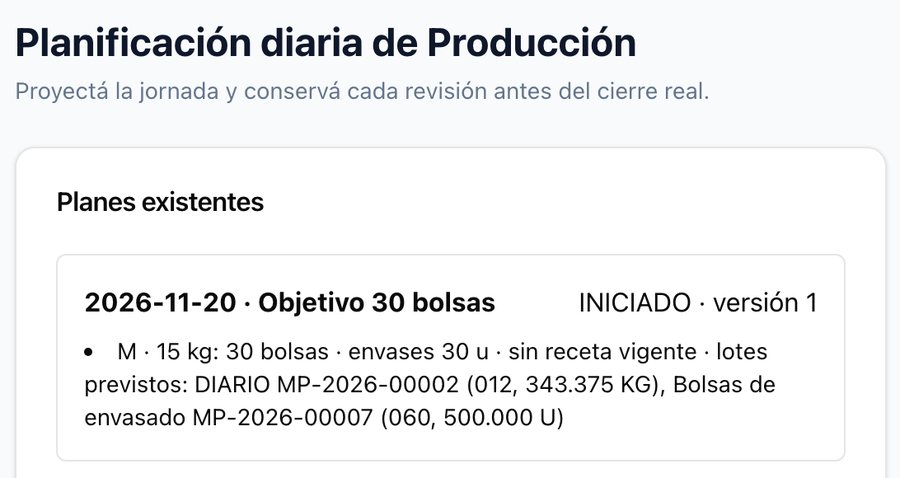 Planificación diaria de Producción
Proyectá la jornada y conservá cada revisión antes del cierre real.
Planes existentes
2026-11-20 · Objetivo 30 bolsas INICIADO · versión 1
• M · 15 kg: 30 bolsas · envases 30 u · sin receta vigente · lotes
previstos: DIARIO MP-2026-00002 (012, 343.375 KG), Bolsas de
envasado MP-2026-00007 (060, 500.000 U)